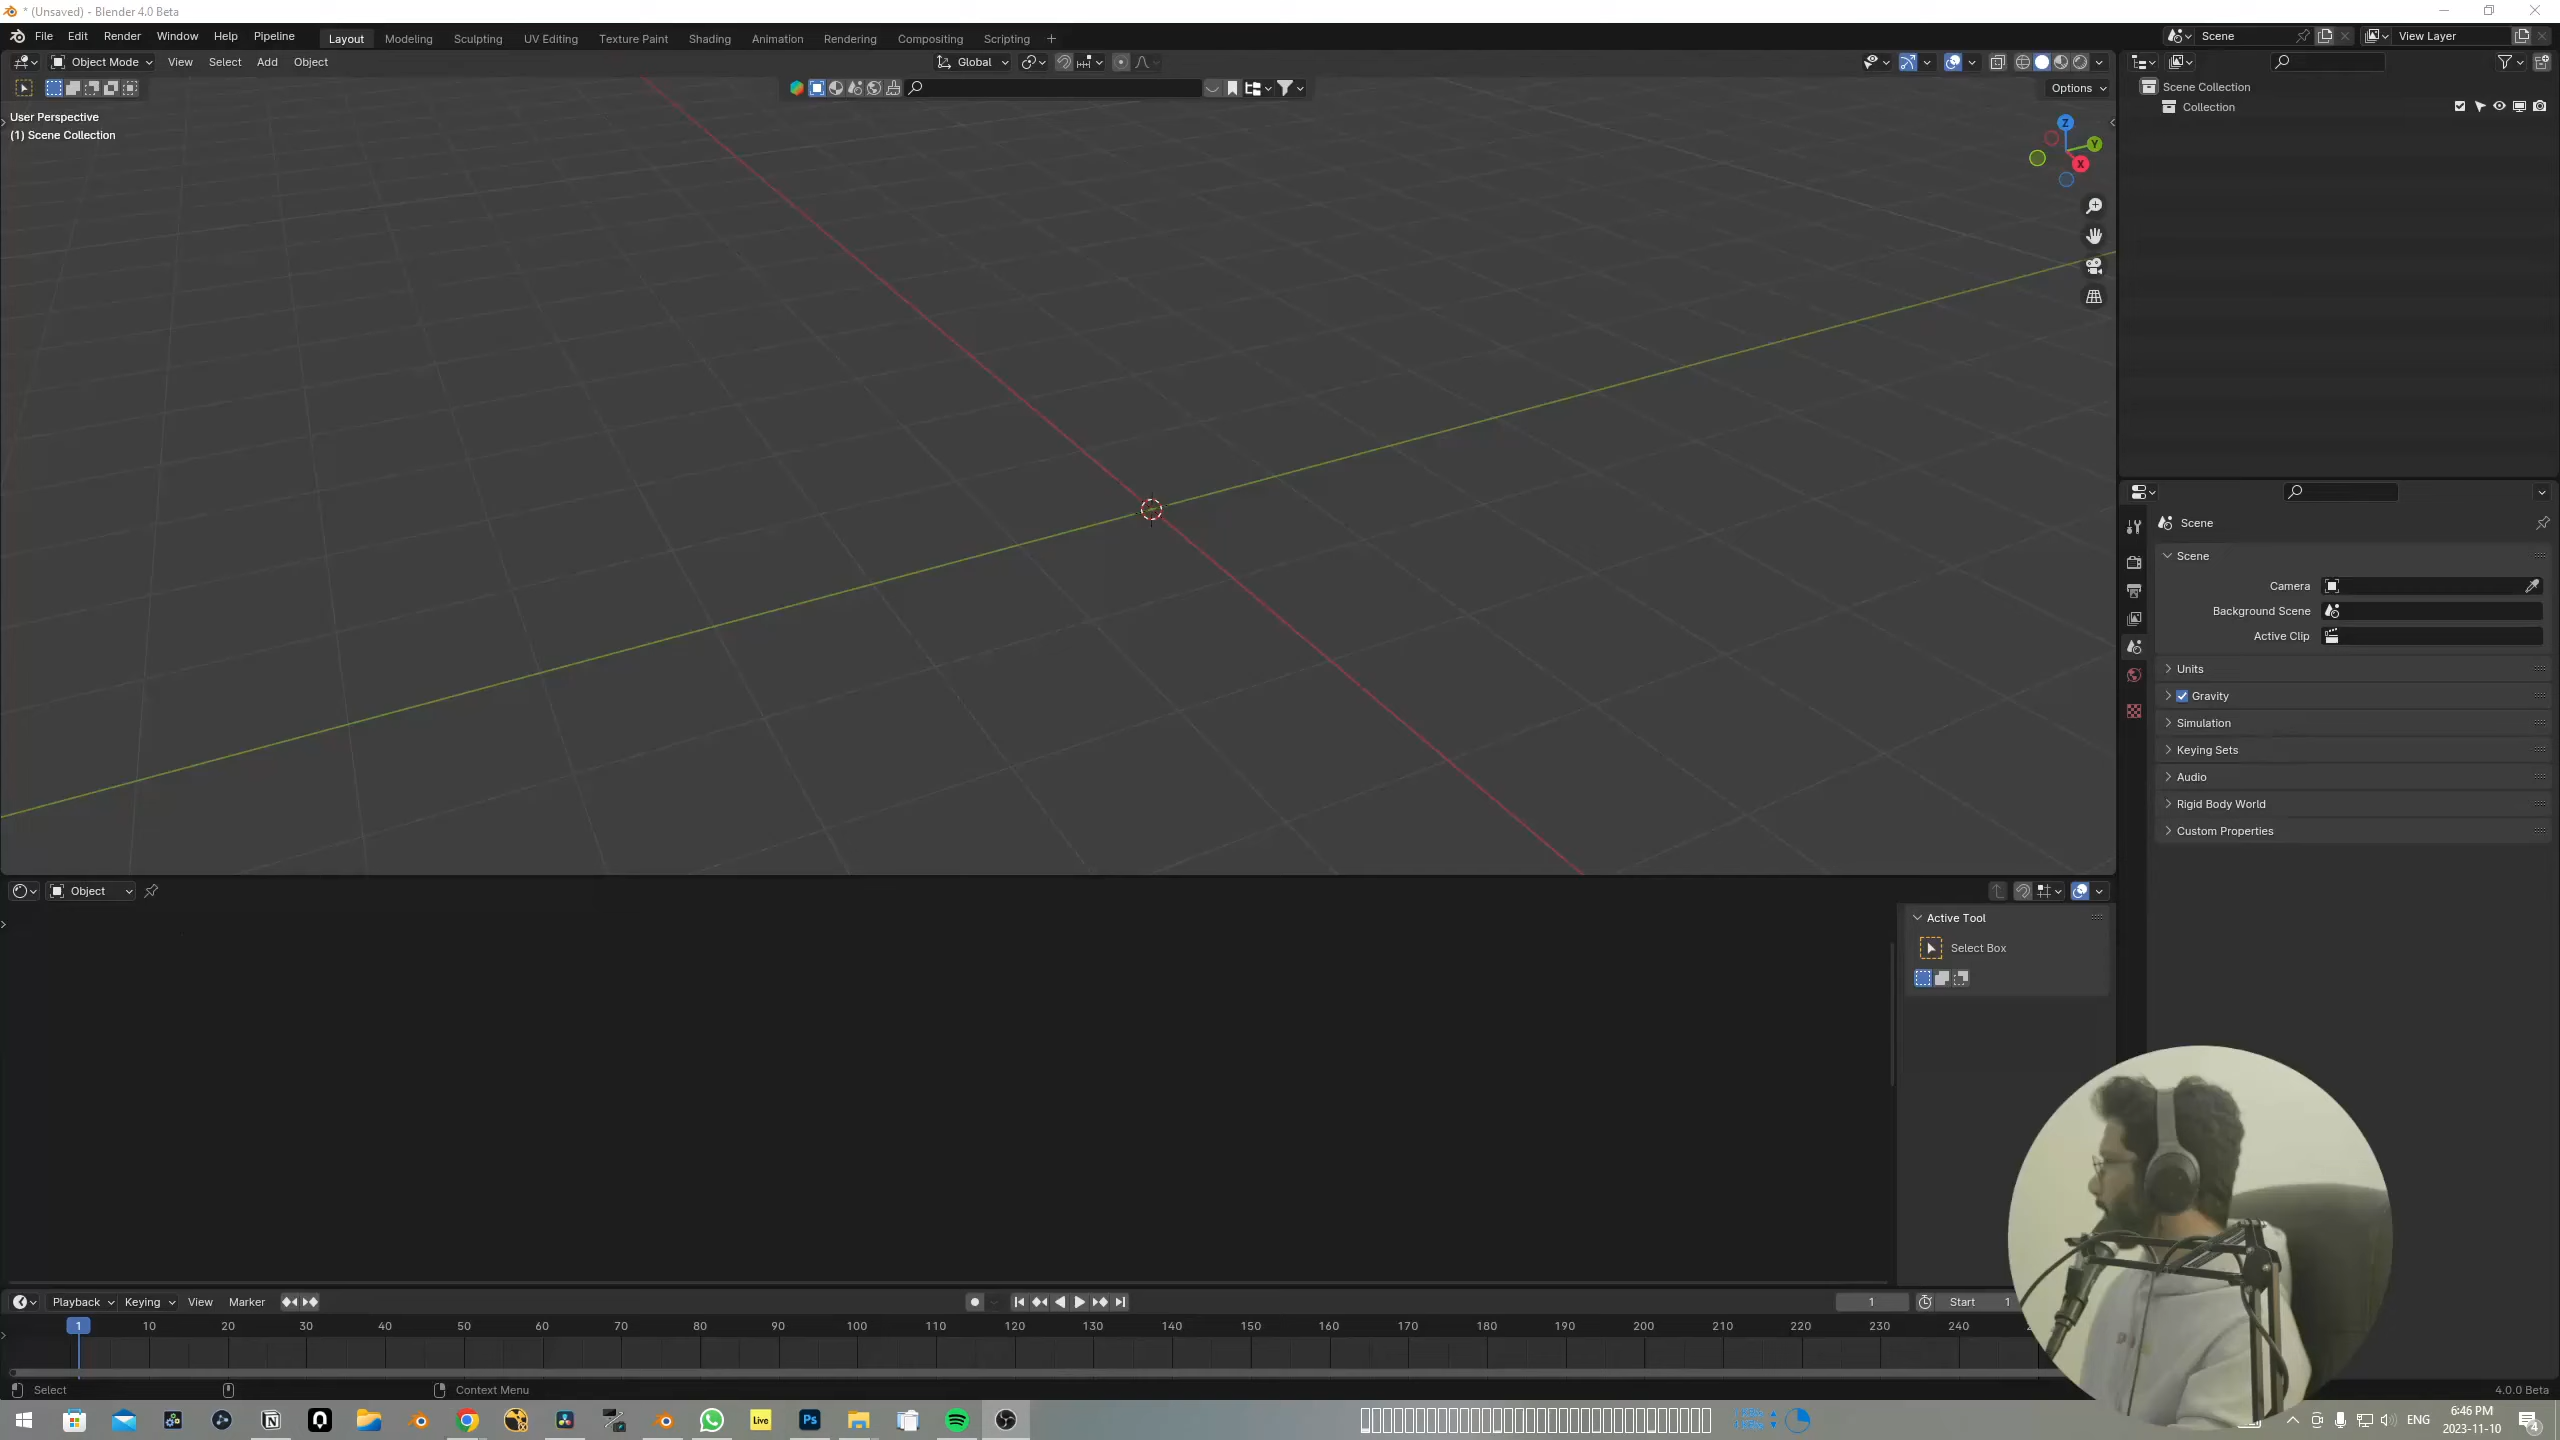 * (Unsaved) - Blender 4.0 Beta
File Edit Render Window Help Pipeline Layout Modeling Sculpting UV Editing Texture Paint Shading Animation Rendering Compositing Scripting + Scene View Layer
Object Mode View Select Add Object Global
Options
User Perspective
(1) Scene Collection
Z
Y
X
Scene Collection
Collection
Scene
Scene
Camera
Background Scene
Active Clip
Units
Gravity
Simulation
Keying Sets
Audio
Rigid Body World
Custom Properties
Object
Active Tool
Select Box
Playback Keying View Marker 1 Start 1
1 10 20 30 40 50 60 70 80 90 100 110 120 130 140 150 160 170 180 190 200 210 220 230 240
Select Context Menu 4.0.0 Beta
Live Ps ENG
6:46 PM
2023-11-10
4